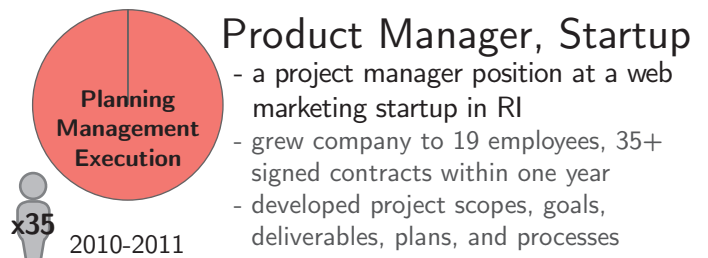 Product Manager, Startup
- a project manager position at a web
marketing startup in RI
- grew company to 19 employees, 35+
signed contracts within one year
- developed project scopes, goals,
deliverables, plans, and processes
Planning
Management
Execution
x35
2010-2011